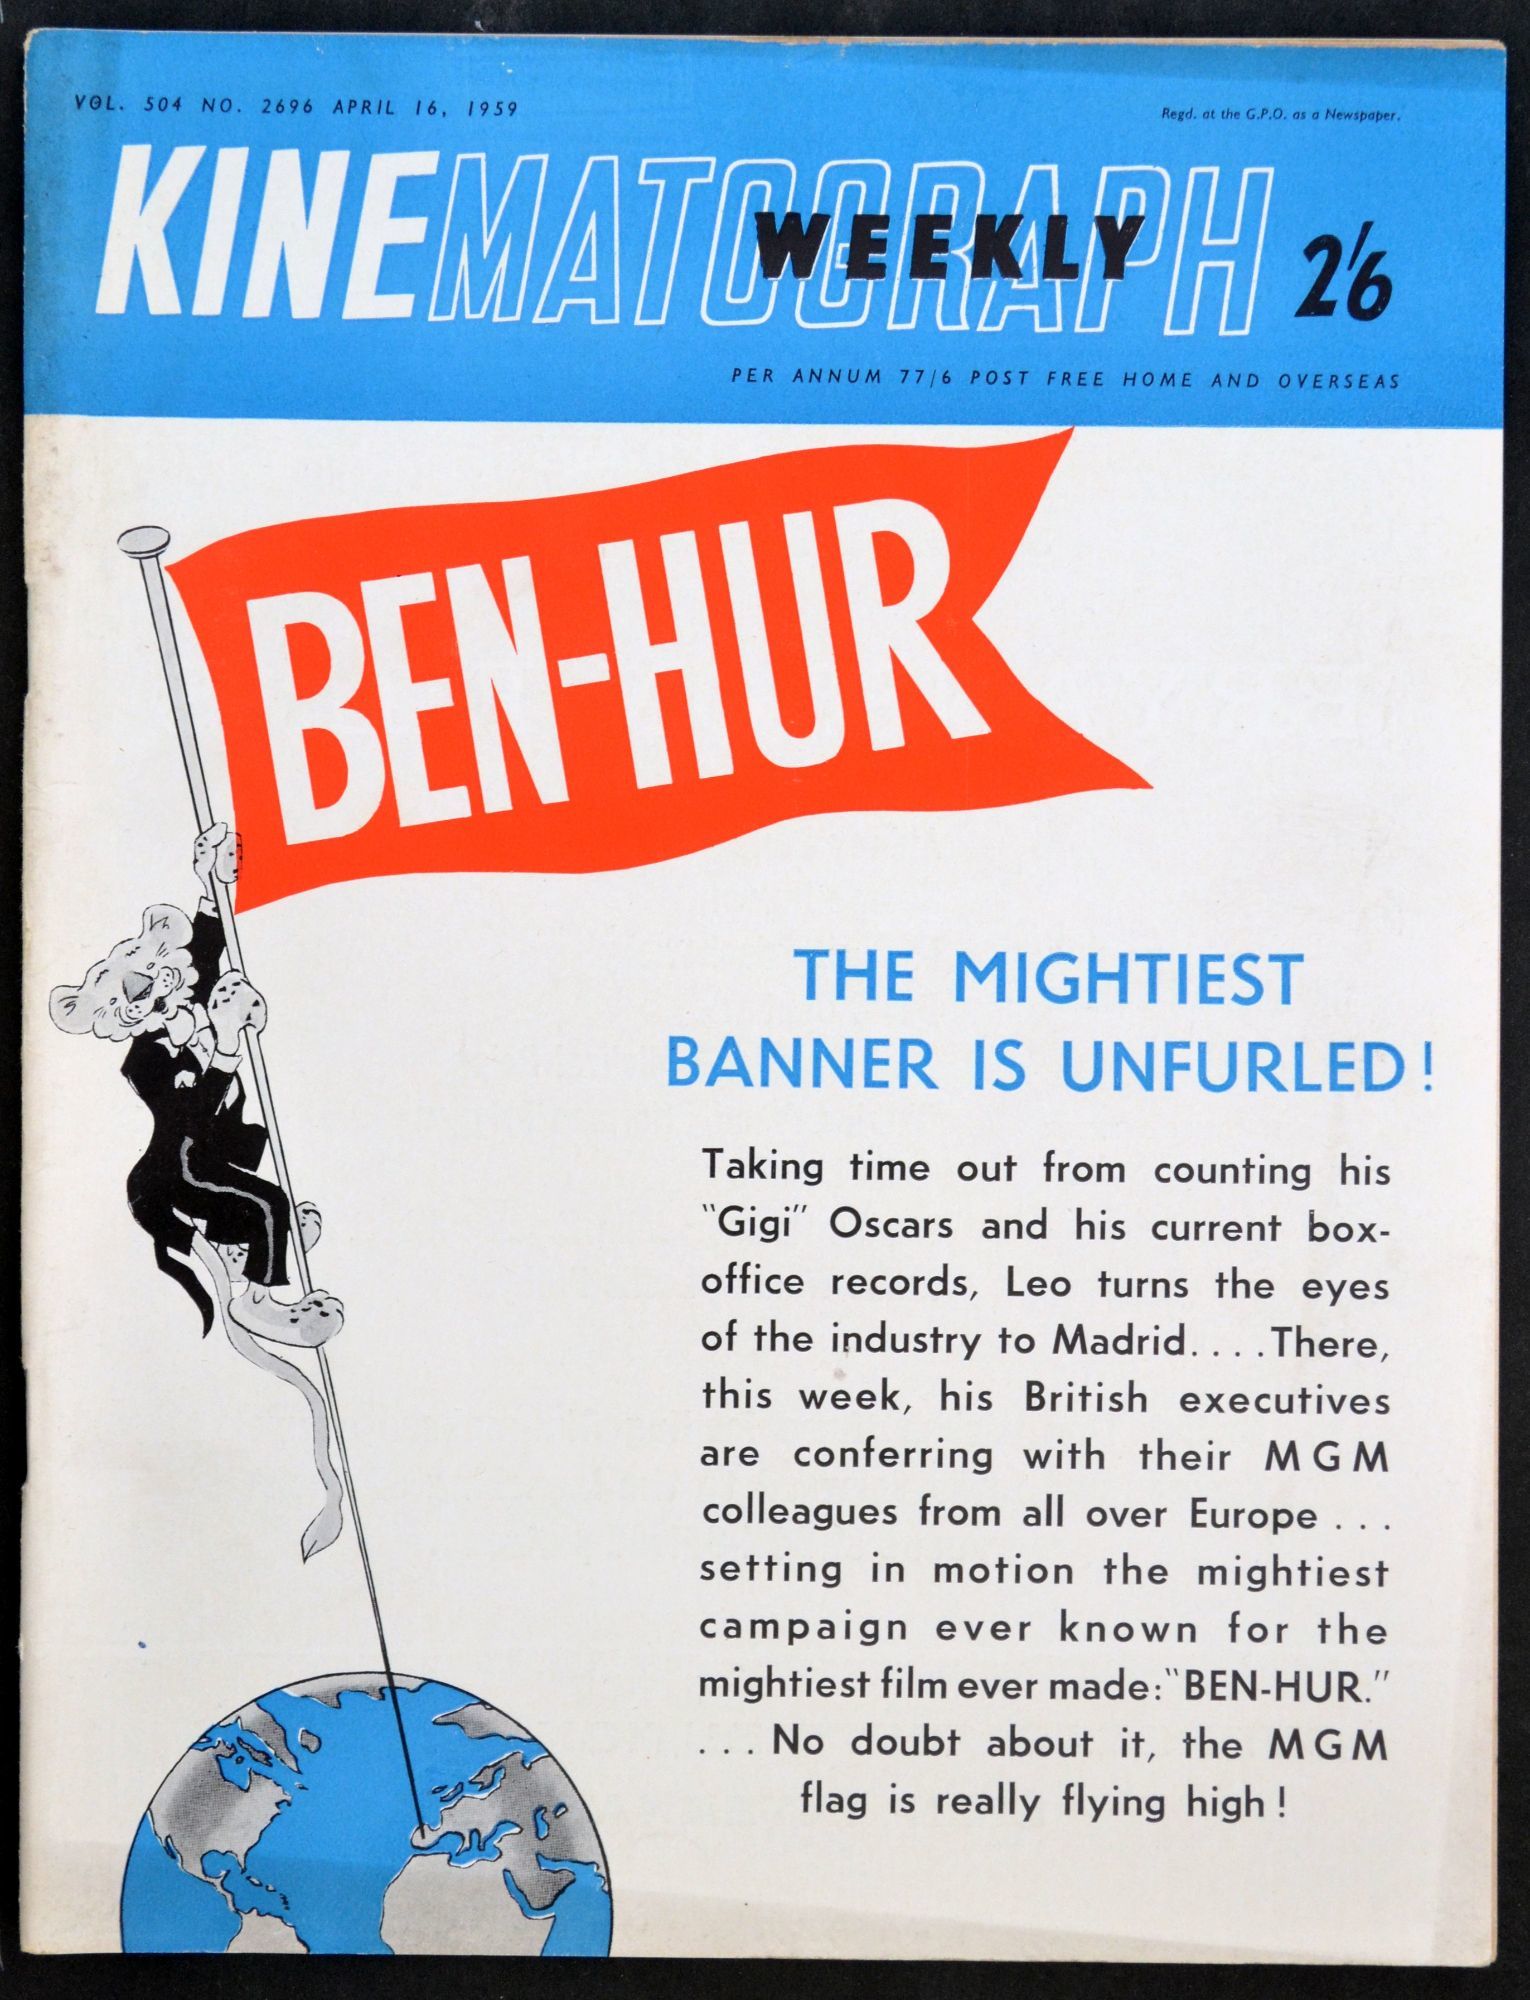 VOL. 504 NO. 2696 APRIL 16, 1959
Regd. at the G.P.O. as a Newspaper.
KINEMATOGRAPH
WEEKLY
2'/6
PER ANNUM 77/6 POST FREE HOME AND OVERSEAS
BEN-HUR
THE MIGHTIEST
BANNER IS UNFURLED!
Taking time out from counting his
"Gigi" Oscars and his current box-
office records, Leo turns the eyes
of the industry to Madrid. . . . There,
this week, his British executives
are conferring with their MGM
colleagues from all over Europe . . .
setting in motion the mightiest
campaign ever known for the
mightiest film ever made: "BEN-HUR."
. . . No doubt about it, the MGM
flag is really flying high!